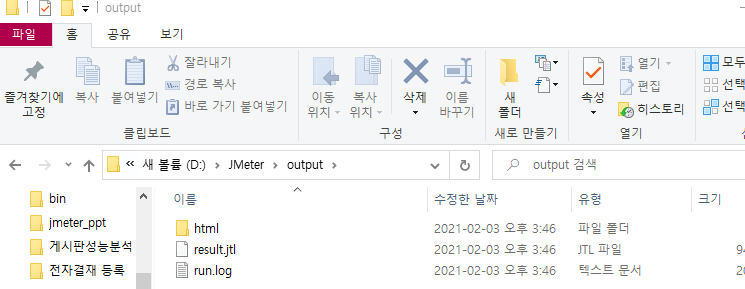 output
파일 홈 공유 보기
즐겨찾기에 고정
복사
붙여넣기
잘라내기
경로 복사
바로 가기 붙여넣기
클립보드
이동 위치
복사 위치
삭제
이름 바꾸기
구성
새 폴더
새로 만들기
속성
열기
편집
히스토리
열기
모두
선택
선택
« 새 볼륨 (D:) > JMeter > output >
output 검색
이름 수정한 날짜 유형 크기
bin
jmeter_ppt
게시판성능분석
전자결재 등록
html 2021-02-03 오후 3:46 파일 폴더
result.jtl 2021-02-03 오후 3:46 JTL 파일 94
run.log 2021-02-03 오후 3:46 텍스트 문서 20